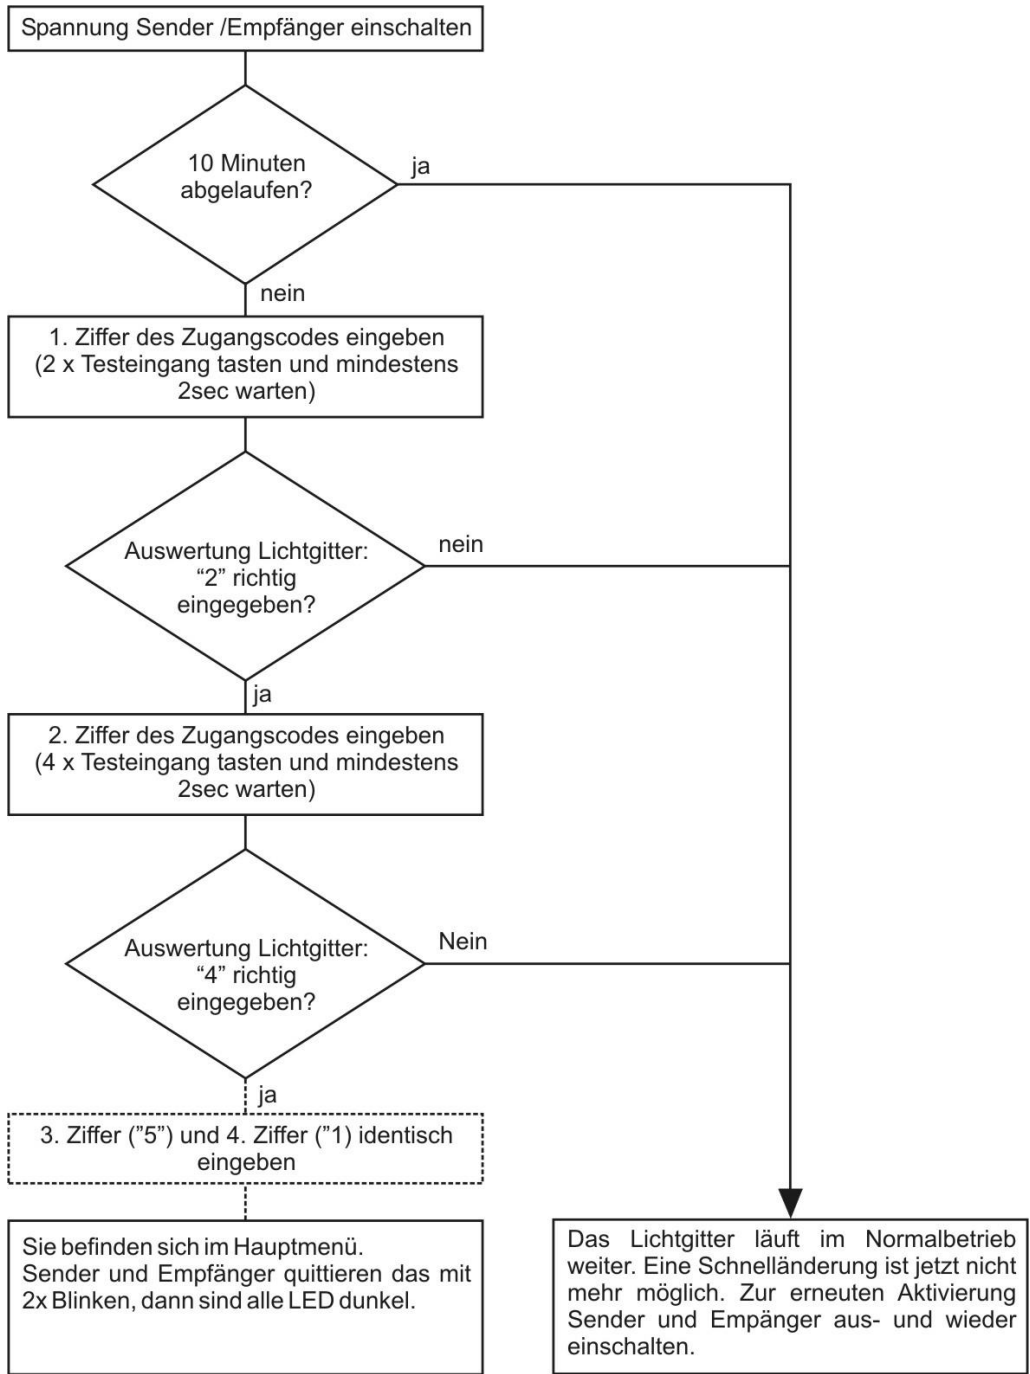 Spannung Sender /Empfänger einschalten
10 Minuten
abgelaufen?
ja
nein
1. Ziffer des Zugangscodes eingeben
(2 x Testeingang tasten und mindestens
2sec warten)
Auswertung Lichtgitter:
“2” richtig
eingegeben?
nein
ja
2. Ziffer des Zugangscodes eingeben
(4 x Testeingang tasten und mindestens
2sec warten)
Auswertung Lichtgitter:
“4” richtig
eingegeben?
Nein
ja
3. Ziffer (”5”) und 4. Ziffer (”1) identisch
eingeben
Sie befinden sich im Hauptmenü.
Sender und Empfänger quittieren das mit
2x Blinken, dann sind alle LED dunkel.
Das Lichtgitter läuft im Normalbetrieb
weiter. Eine Schnelländerung ist jetzt nicht
mehr möglich. Zur erneuten Aktivierung
Sender und Empänger aus- und wieder
einschalten.